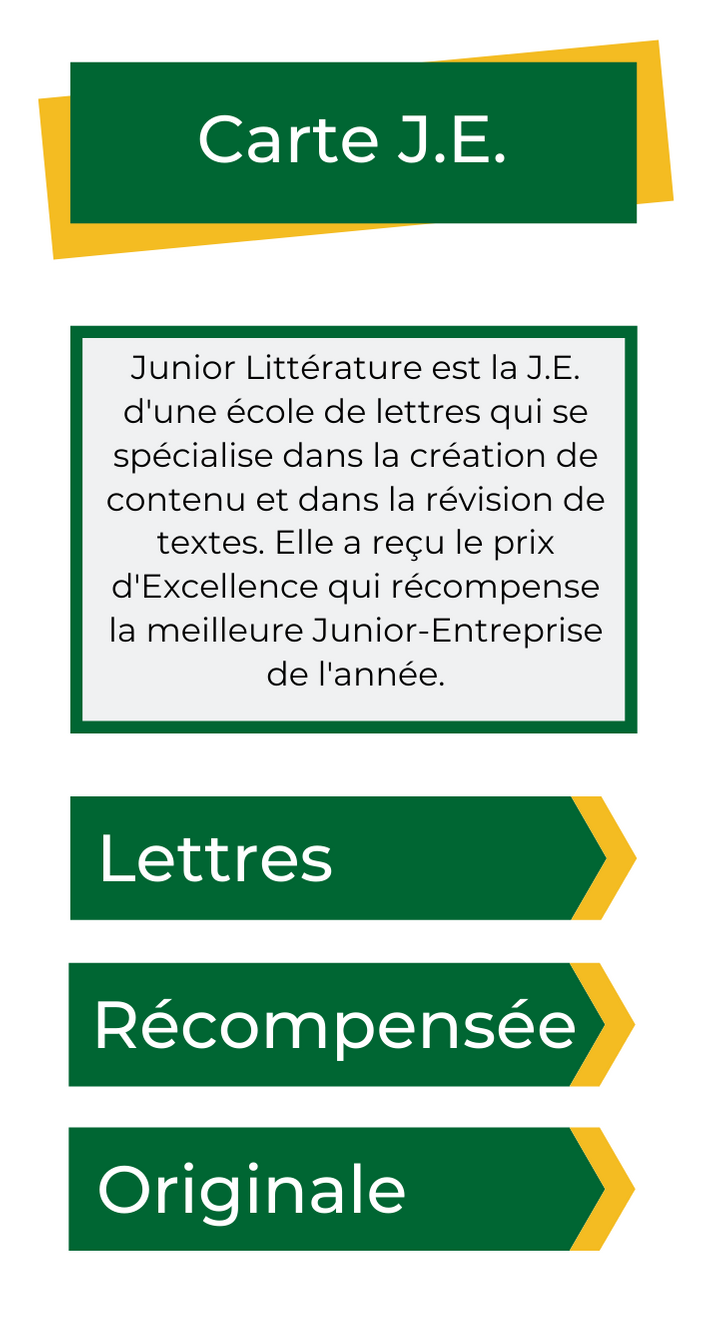 Carte J.E.
Junior Littérature est la J.E.
d'une école de lettres qui se
spécialise dans la création de
contenu et dans la révision de
textes. Elle a reçu le prix
d'Excellence qui récompense
la meilleure Junior-Entreprise
de l'année.
Lettres
Récompensée
Originale